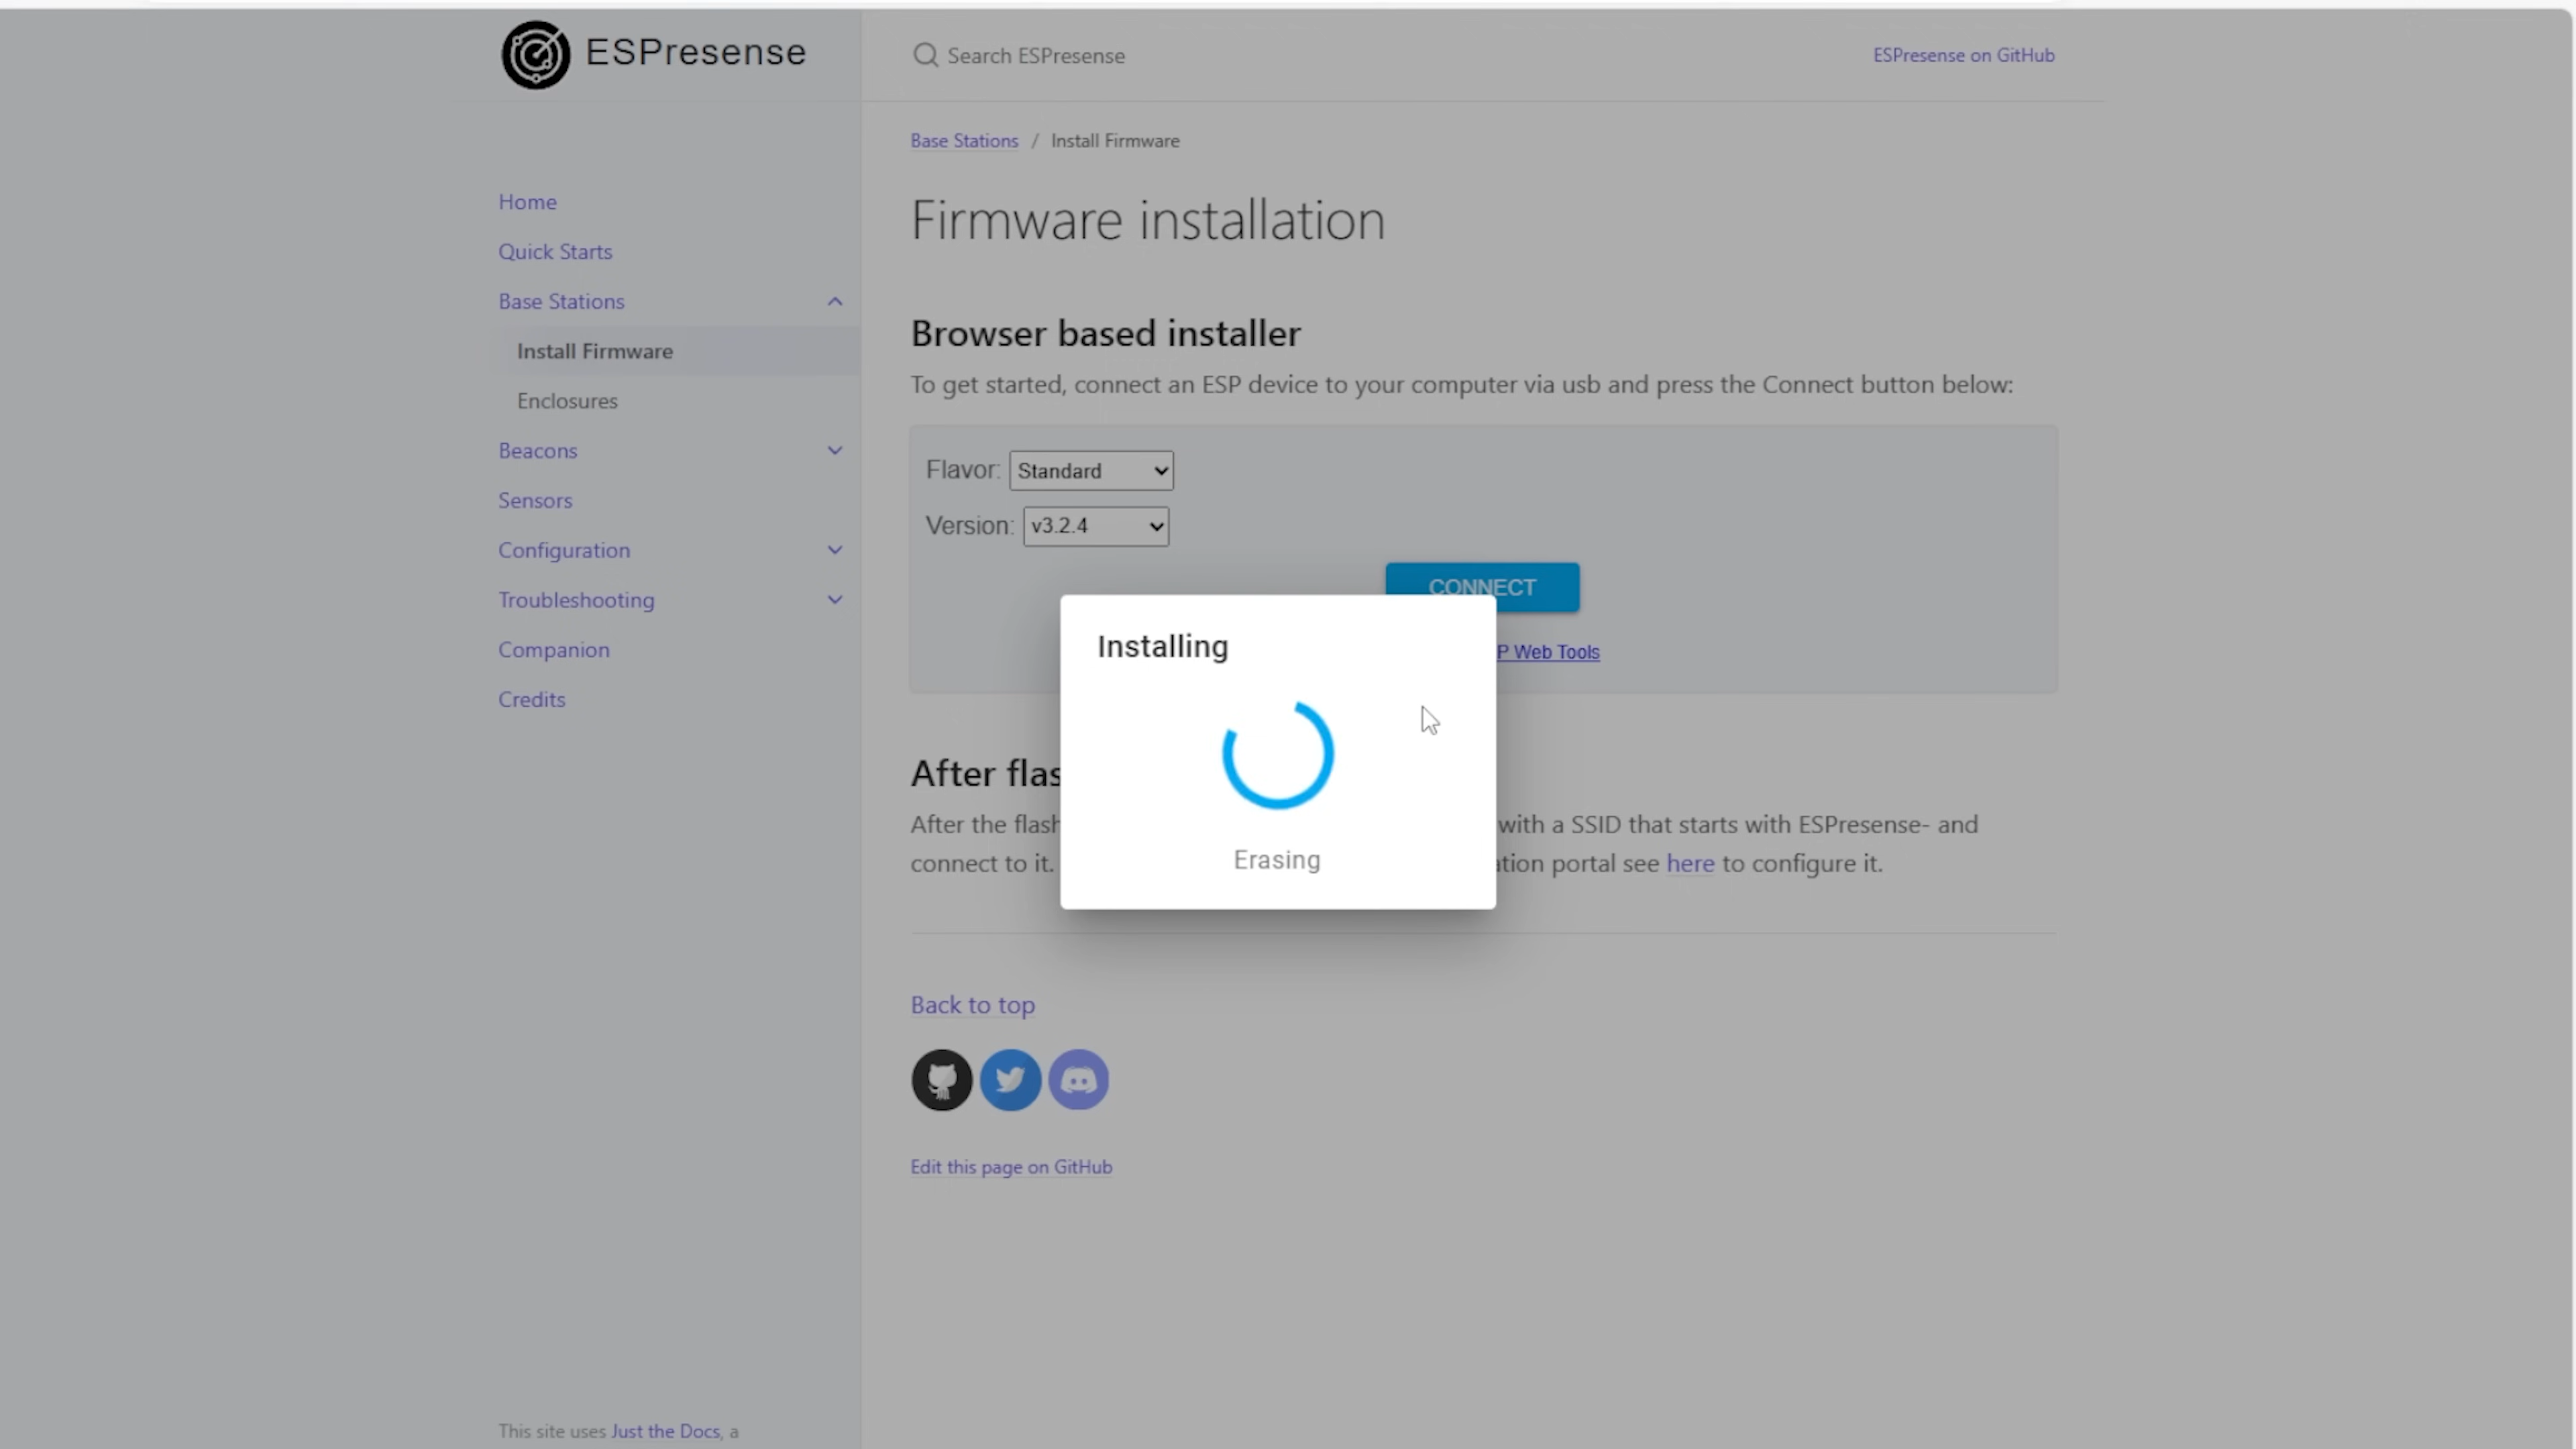 ESPresense
Search ESPresense
ESPresense on GitHub
Home
Quick Starts
Base Stations
Install Firmware
Enclosures
Beacons
Sensors
Configuration
Troubleshooting
Companion
Credits
This site uses Just the Docs, a
Base Stations / Install Firmware
Firmware installation
Browser based installer
To get started, connect an ESP device to your computer via usb and press the Connect button below:
Flavor: Standard
Version: v3.2.4
CONNECT
P Web Tools
Installing
Erasing
After flas
After the flash with a SSID that starts with ESPresense- and
connect to it. ation portal see here to configure it.
Back to top
Edit this page on GitHub